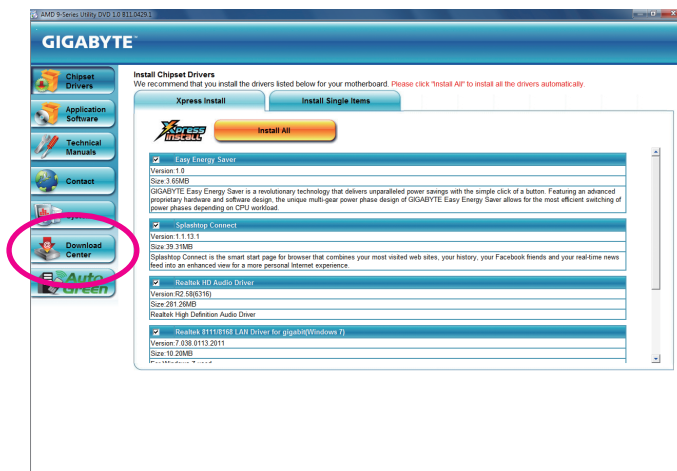 AMD 9-Series Utility DVD 1.0 B11.0429.1
GIGABYTE™
Chipset
Drivers
Application
Software
Technical
Manuals
Contact
System
Download
Center
Auto
Green
Install Chipset Drivers
We recommend that you install the drivers listed below for your motherboard. Please click "Install All" to install all the drivers automatically.
Xpress Install
Install Single Items
Xpress
INSTALL
Install All
Easy Energy Saver
Version:1.0
Size:3.65MB
GIGABYTE Easy Energy Saver is a revolutionary technology that delivers unparalleled power savings with the simple click of a button. Featuring an advanced
proprietary hardware and software design, the unique multi-gear power phase design of GIGABYTE Easy Energy Saver allows for the most efficient switching of
power phases depending on CPU workload.
Splashtop Connect
Version:1.1.13.1
Size:39.31MB
Splashtop Connect is the smart start page for browser that combines your most visited web sites, your history, your Facebook friends and your real-time news
feed into an enhanced view for a more personal Internet experience.
Realtek HD Audio Driver
Version:R2.58(6316)
Size:281.26MB
Realtek High Definition Audio Driver
Realtek 8111/8168 LAN Driver for gigabit(Windows 7)
Version:7.038.0113.2011
Size:10.20MB